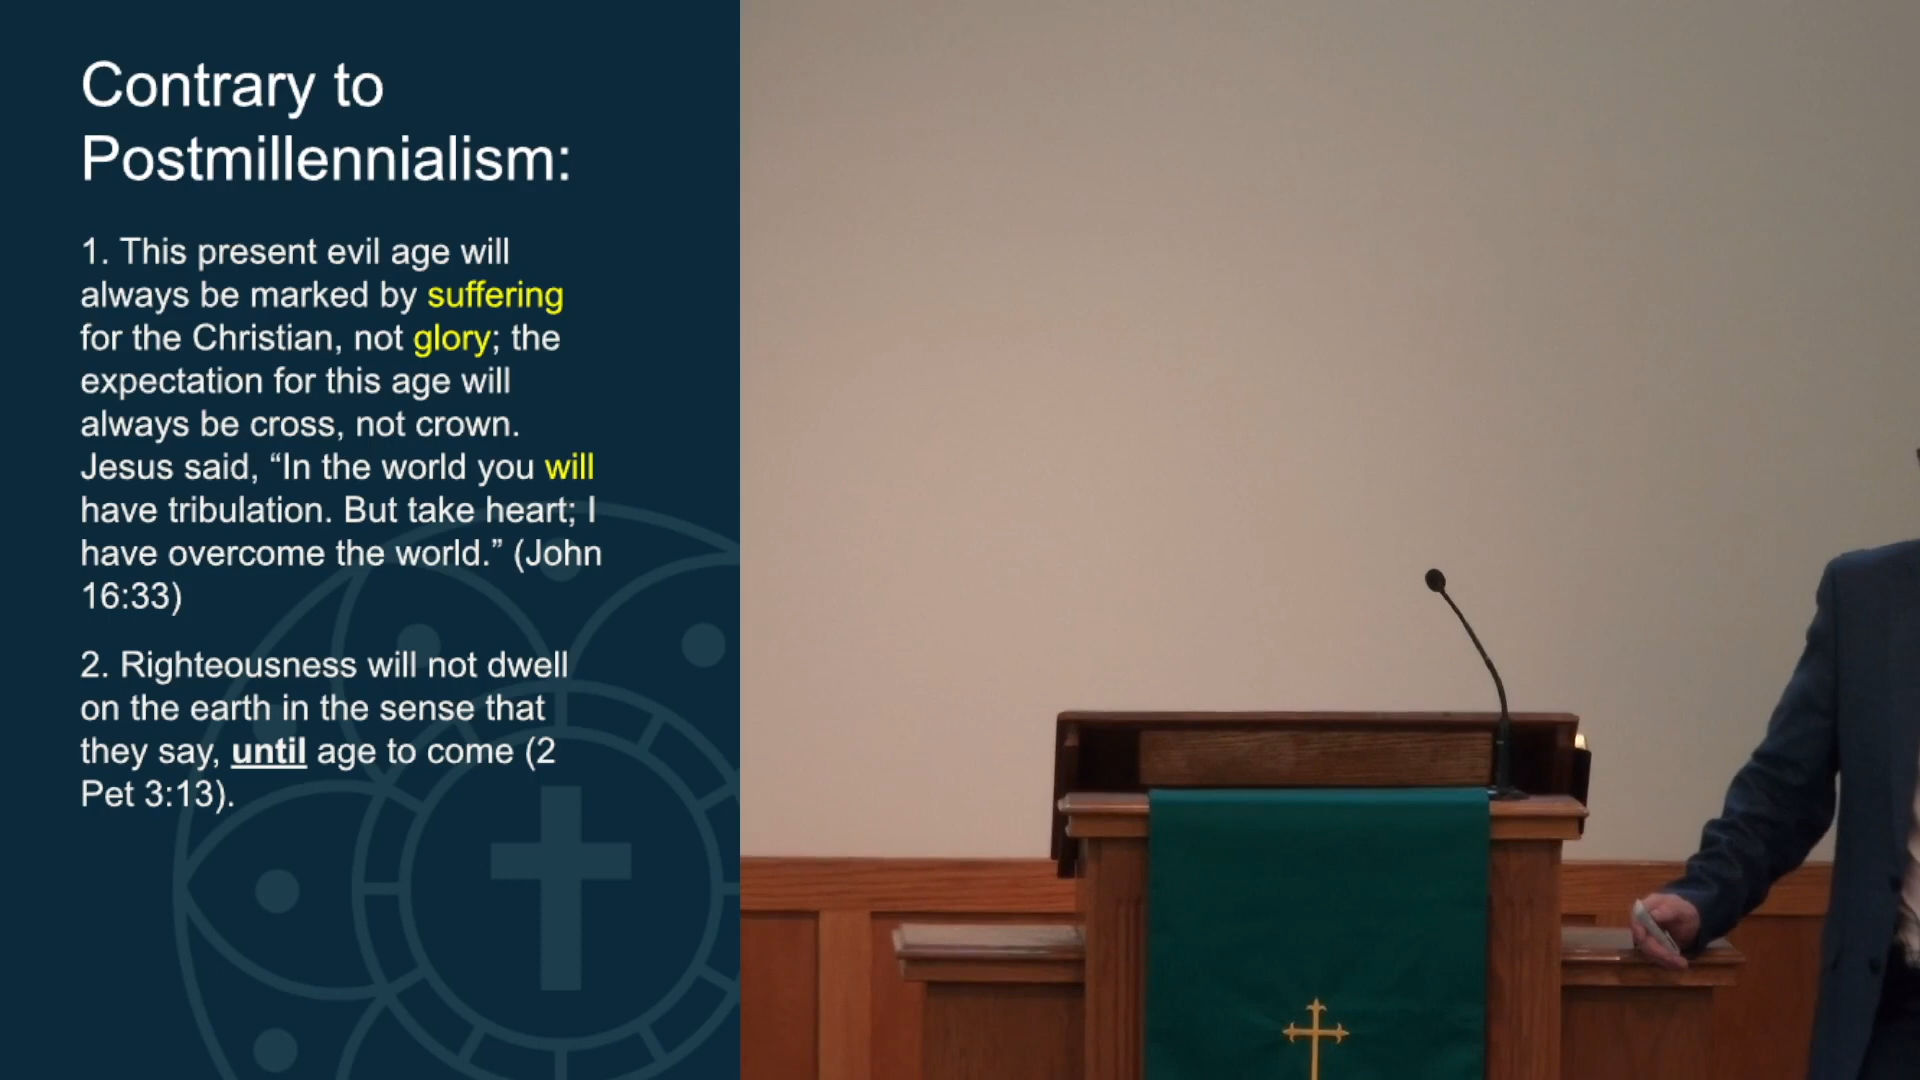 Contrary to
Postmillennialism:
1. This present evil age will
always be marked by suffering
for the Christian, not glory; the
expectation for this age will
always be cross, not crown.
Jesus said, “In the world you will
have tribulation. But take heart; I
have overcome the world.” (John
16:33)
2. Righteousness will not dwell
on the earth in the sense that
they say, until age to come (2
Pet 3:13).